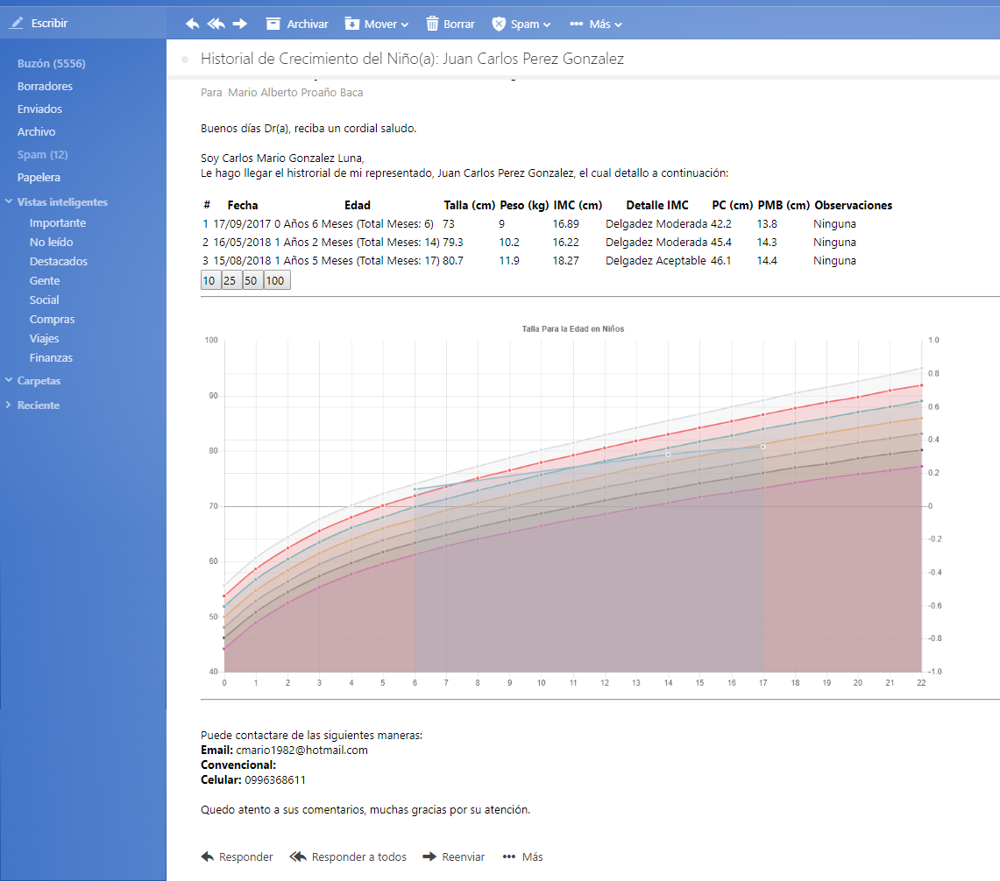 Escribir
Archivar Mover Borrar Spam Más
Buzón (5556)
Borradores
Enviados
Archivo
Spam (12)
Papelera
Vistas inteligentes
Importante
No leído
Destacados
Gente
Social
Compras
Viajes
Finanzas
Carpetas
Reciente
Historial de Crecimiento del Niño(a): Juan Carlos Perez Gonzalez
Para Mario Alberto Proaño Baca
Buenos días Dr(a), reciba un cordial saludo.
Soy Carlos Mario Gonzalez Luna,
Le hago llegar el histrorial de mi representado, Juan Carlos Perez Gonzalez, el cual detallo a continuación:
# Fecha Edad Talla (cm) Peso (kg) IMC (cm) Detalle IMC PC (cm) PMB (cm) Observaciones
1 17/09/2017 0 Años 6 Meses (Total Meses: 6) 73 9 16.89 Delgadez Moderada 42.2 13.8 Ninguna
2 16/05/2018 1 Años 2 Meses (Total Meses: 14) 79.3 10.2 16.22 Delgadez Moderada 45.4 14.3 Ninguna
3 15/08/2018 1 Años 5 Meses (Total Meses: 17) 80.7 11.9 18.27 Delgadez Aceptable 46.1 14.4 Ninguna
10 25 50 100
Talla Para la Edad en Niños
100 1.0
0.8
90
0.6
0.4
80
0.2
70 0
-0.2
60
-0.4
50
-0.6
-0.8
40 -1.0
0 1 2 3 4 5 6 7 8 9 10 11 12 13 14 15 16 17 18 19 20 21 22
Puede contactare de las siguientes maneras:
Email: cmario1982@hotmail.com
Convencional:
Celular: 0996368611
Quedo atento a sus comentarios, muchas gracias por su atención.
Responder Responder a todos Reenviar Más